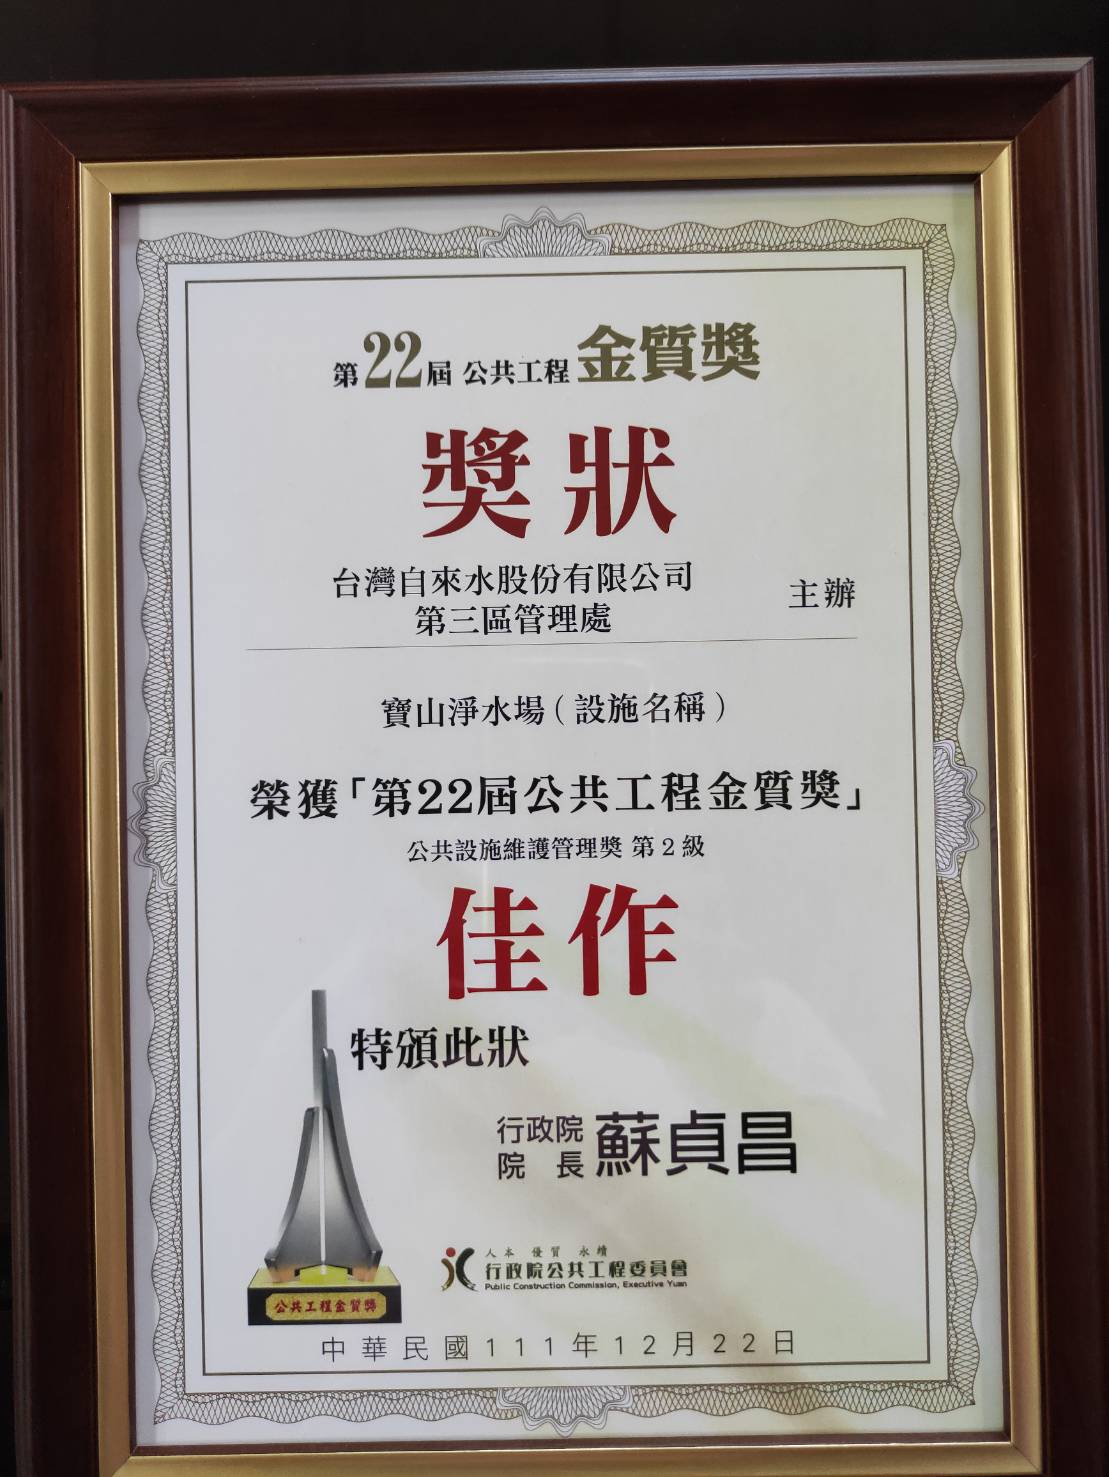 第22屆 公共工程 金質獎
獎狀
台灣自來水股份有限公司
第三區管理處
主辦
寶山淨水場(設施名稱)
榮獲「第22屆公共工程金質獎」
公共設施維護管理獎 第2級
佳作
特頒此狀
行政院
院長 蘇貞昌
人本 優質 永續
行政院公共工程委員會
Public Construction Commission, Executive Yuan
公共工程金質獎
中華民國111年12月22日